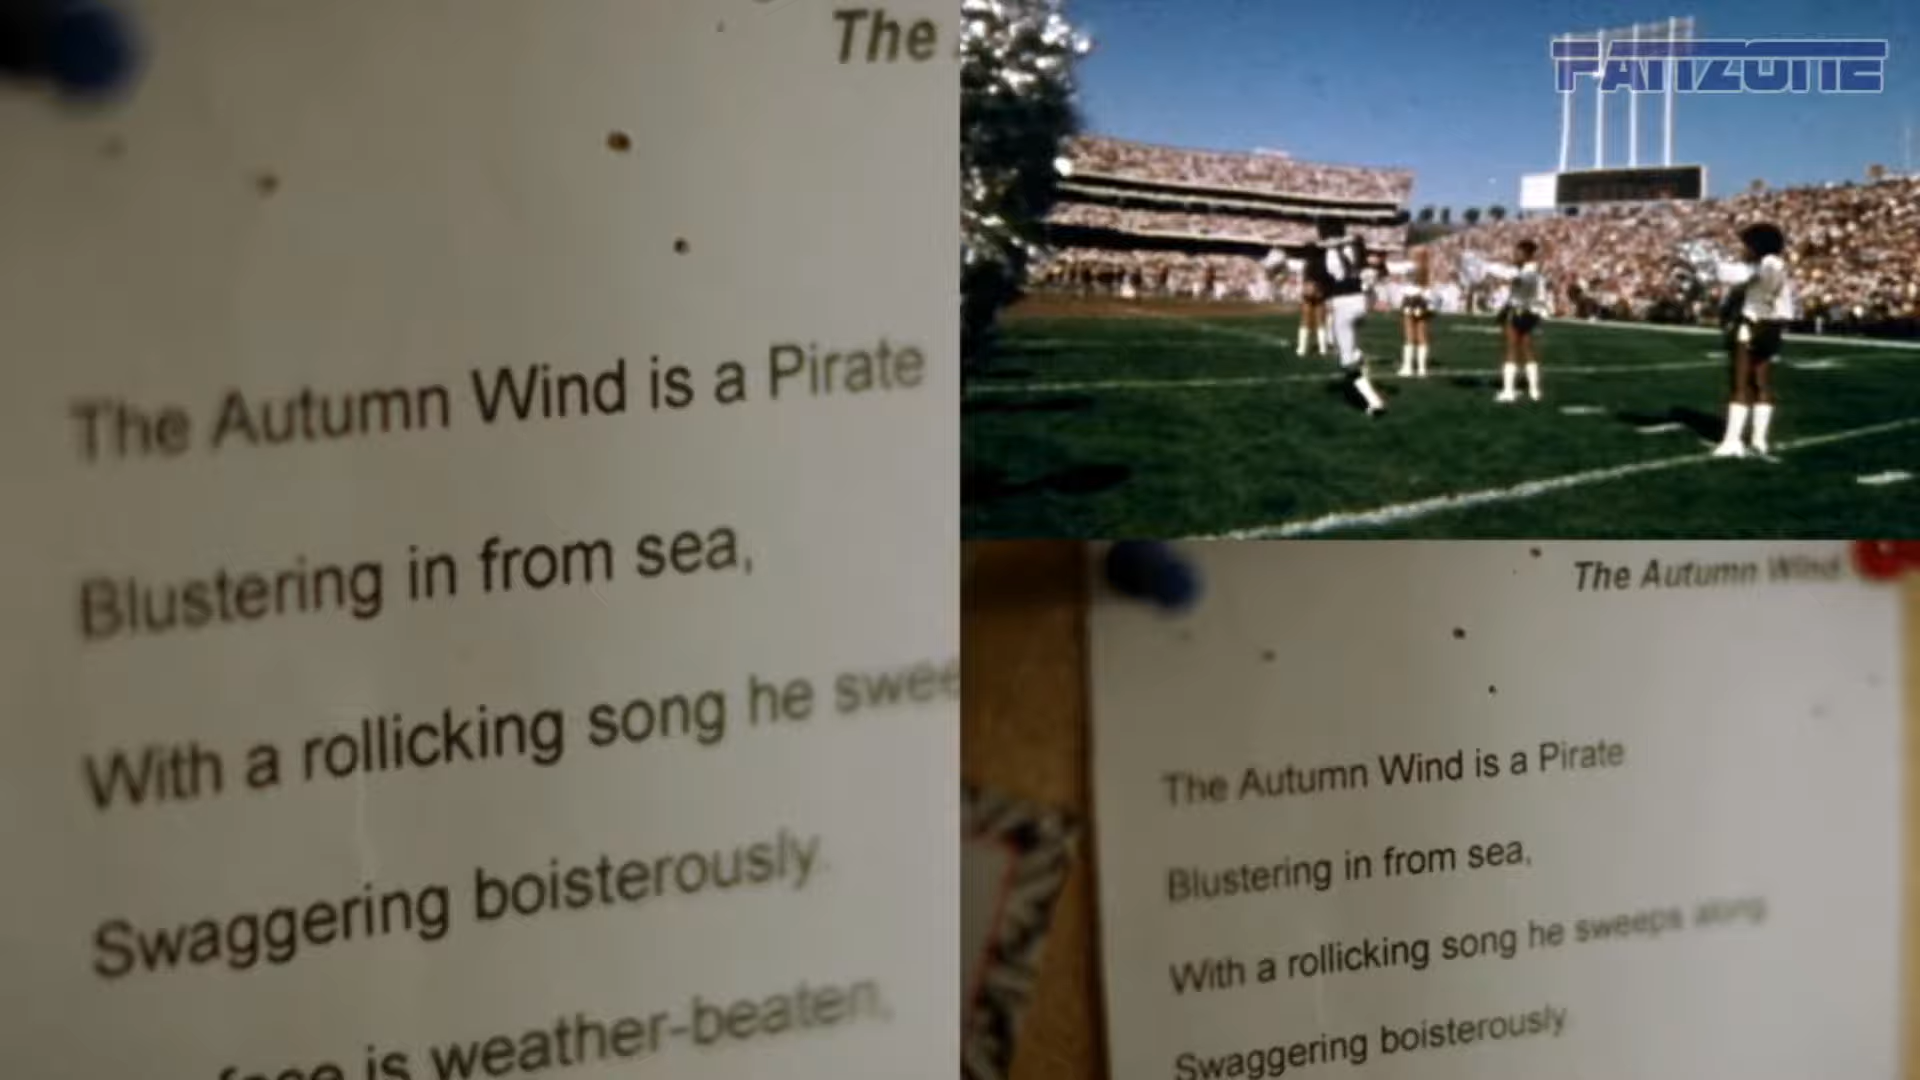 The
The Autumn Wind is a Pirate
Blustering in from sea,
With a rollicking song he
Swaggering boisterously.
face is weather-beaten,
FANZONE
The Autumn Wind
The Autumn Wind is a Pirate
Blustering in from sea,
With a rollicking song he sweeps along
Swaggering boisterously